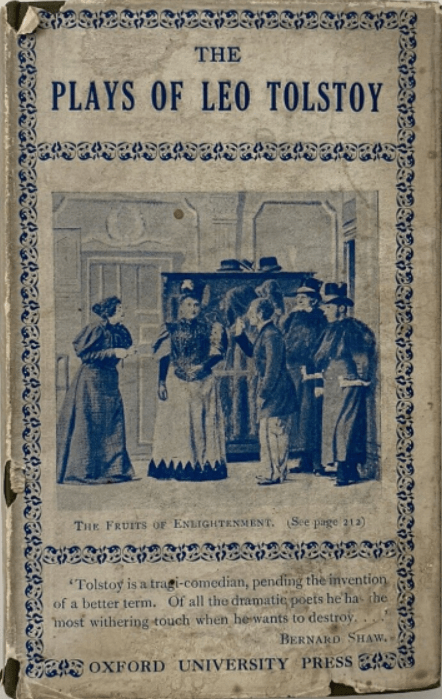 THE
PLAYS OF LEO TOLSTOY
THE FRUITS OF ENLIGHTENMENT. (See page 212)
'Tolstoy is a tragi-comedian, pending the invention
of a better term. Of all the dramatic poets he has the
most withering touch when he wants to destroy. . . .'
BERNARD SHAW.
OXFORD UNIVERSITY PRESS